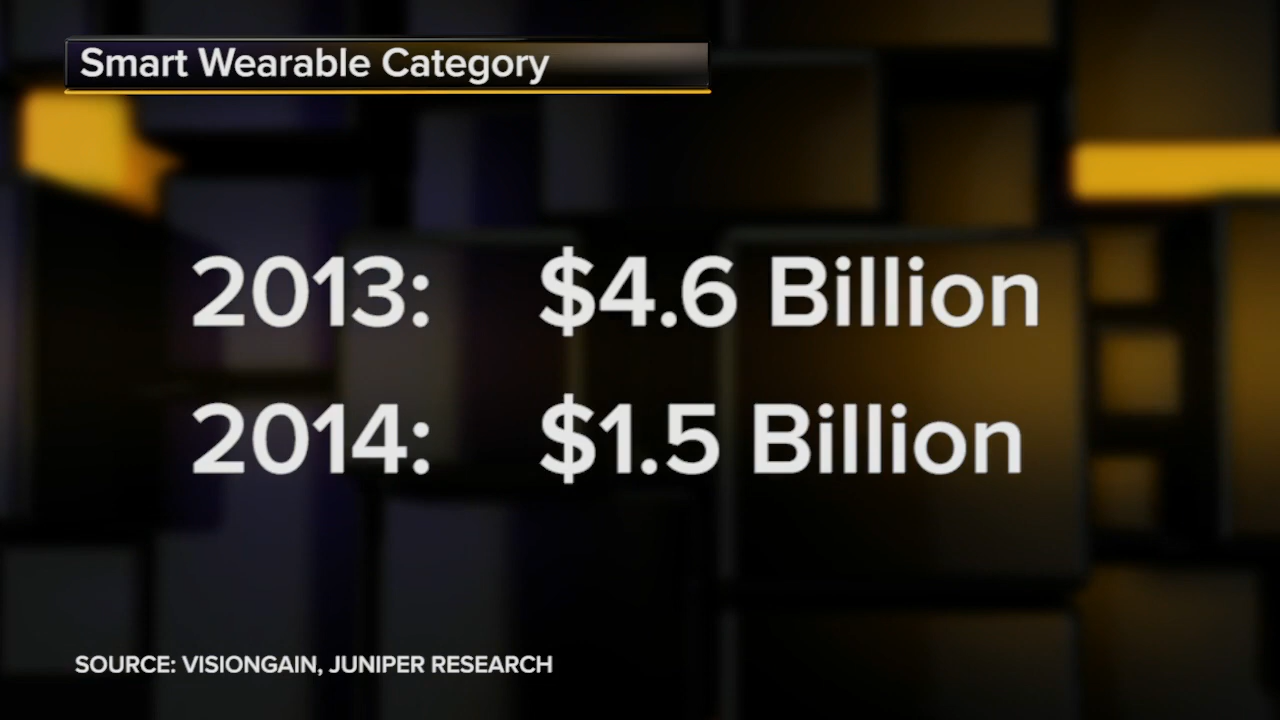 Smart Wearable Category
2013: $4.6 Billion
2014: $1.5 Billion
SOURCE: VISIONGAIN, JUNIPER RESEARCH